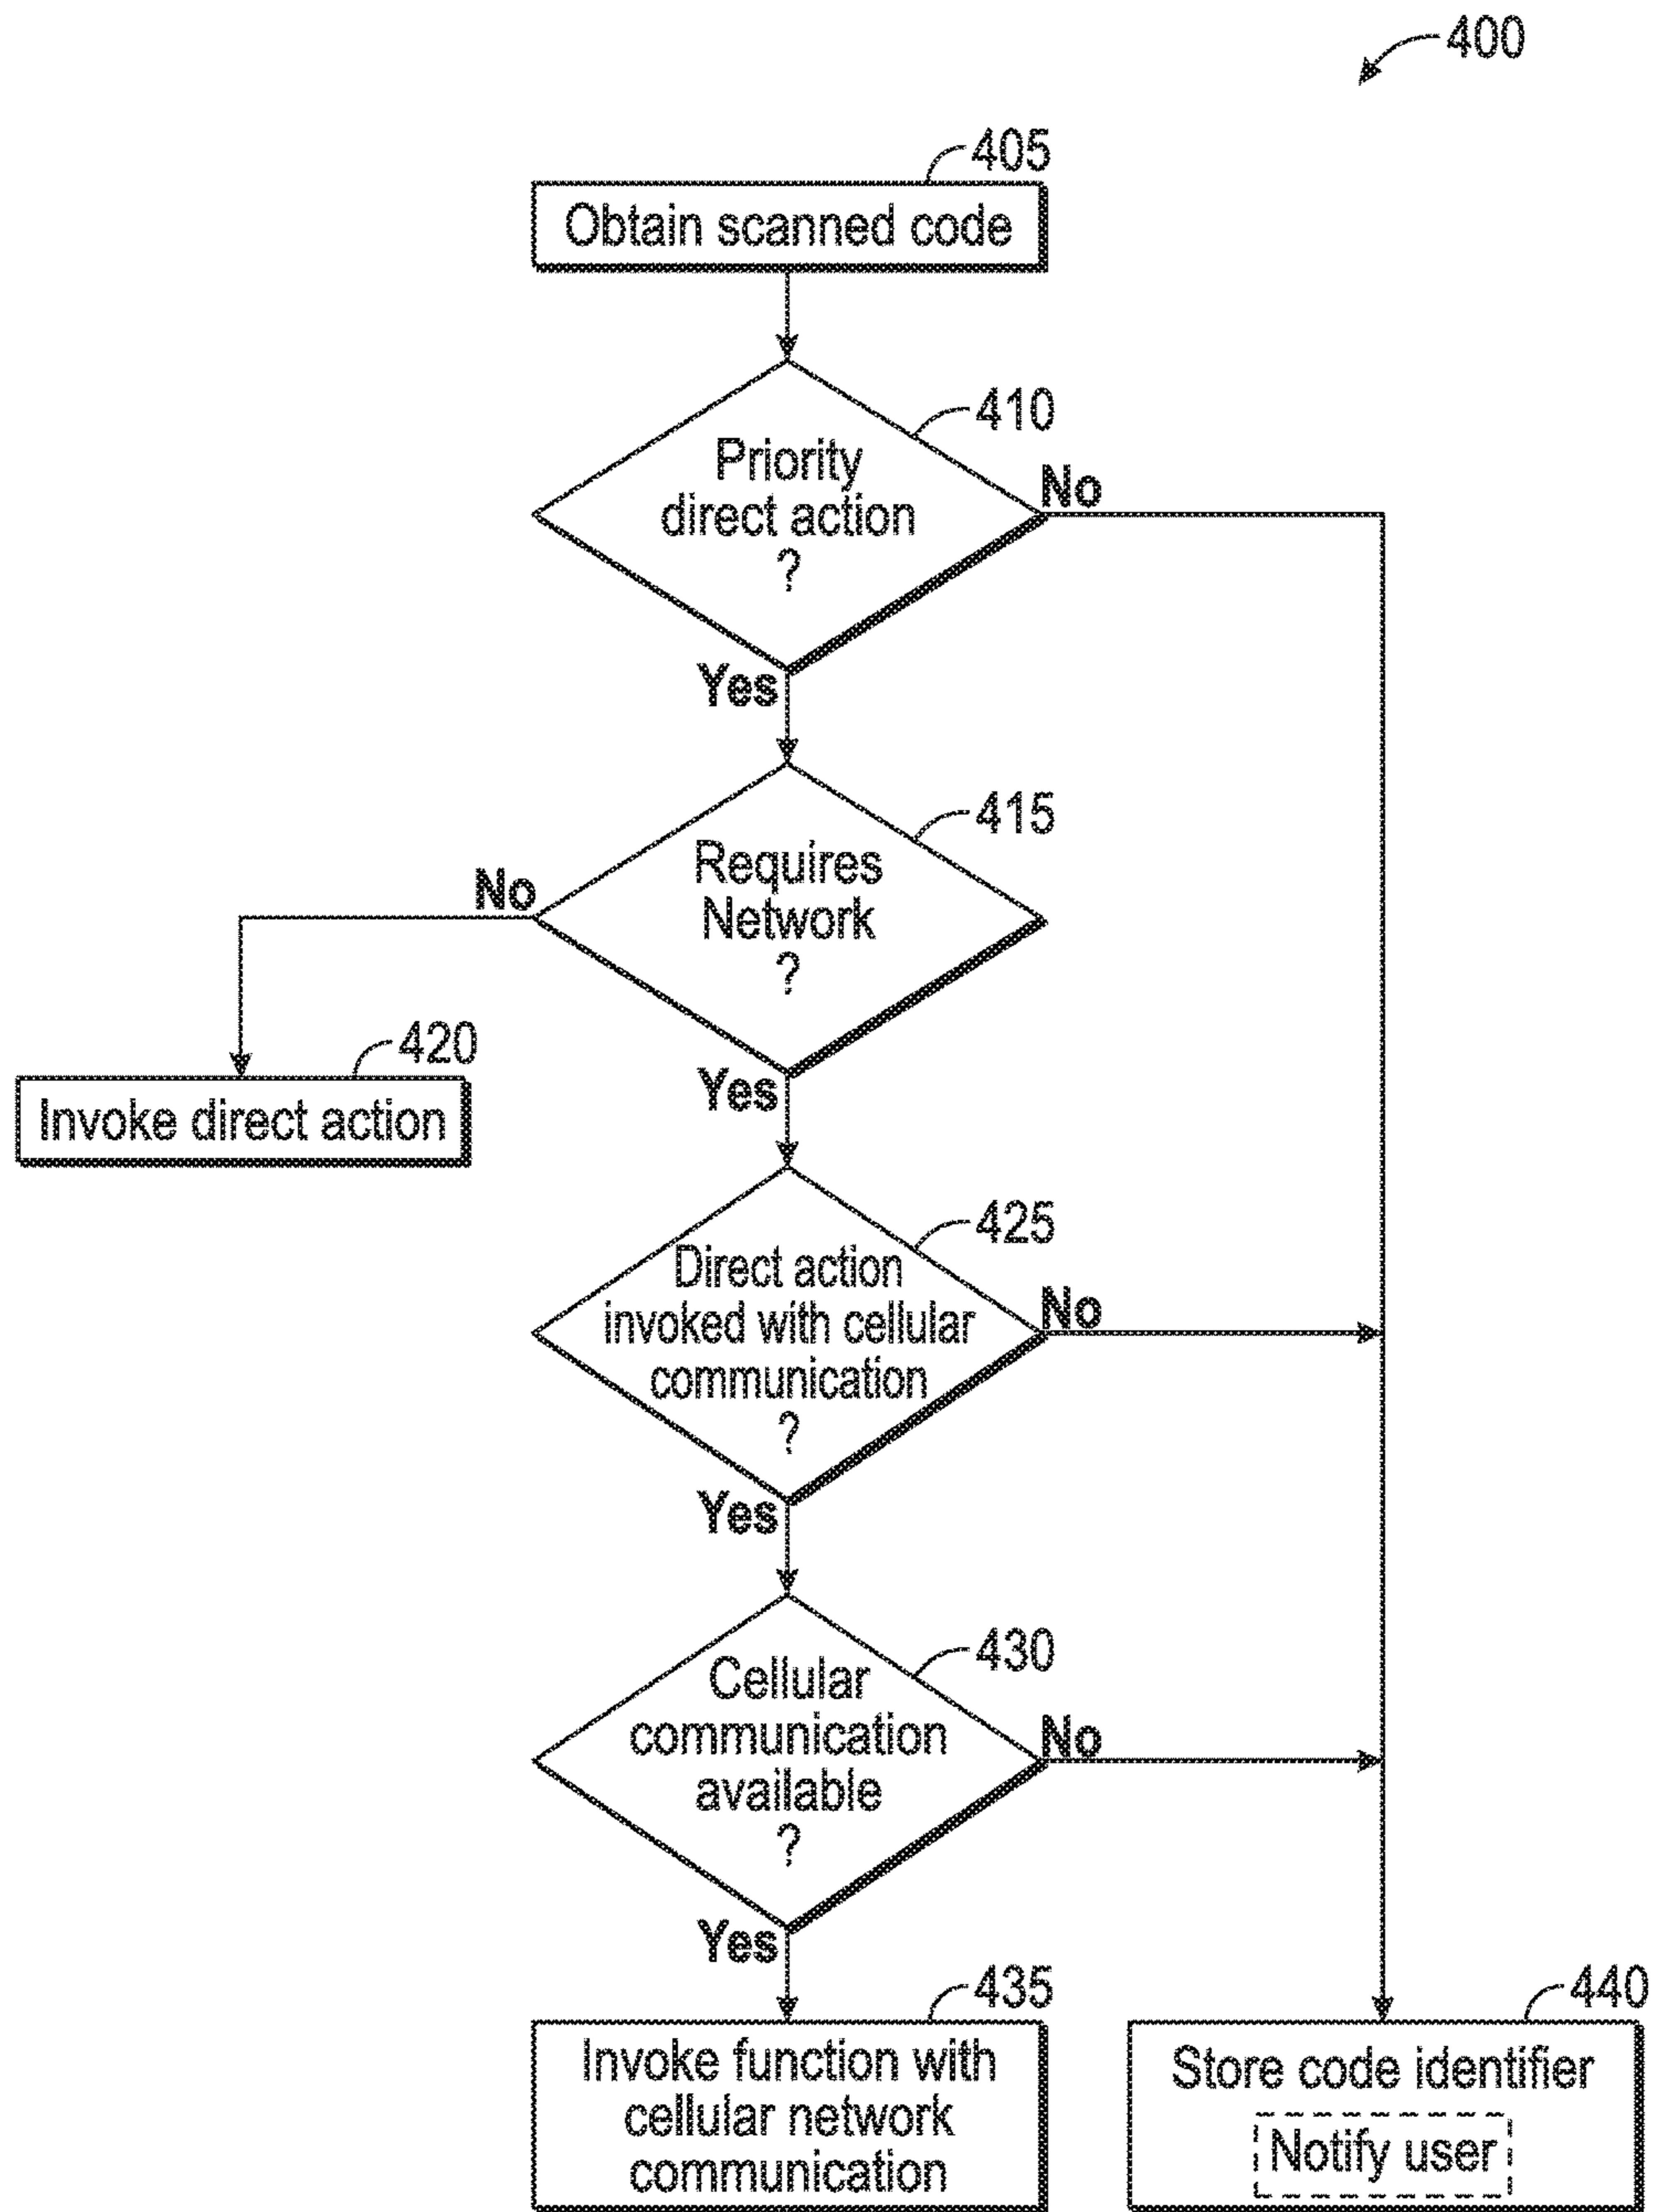 400
405
Obtain scanned code
410
Priority
direct action
?
No
Yes
415
Requires
Network
?
No
Yes
420
Invoke direct action
425
Direct action
invoked with cellular
communication
?
No
Yes
430
Cellular
communication
available
?
No
Yes
435
Invoke function with
cellular network
communication
440
Store code identifier
Notify user